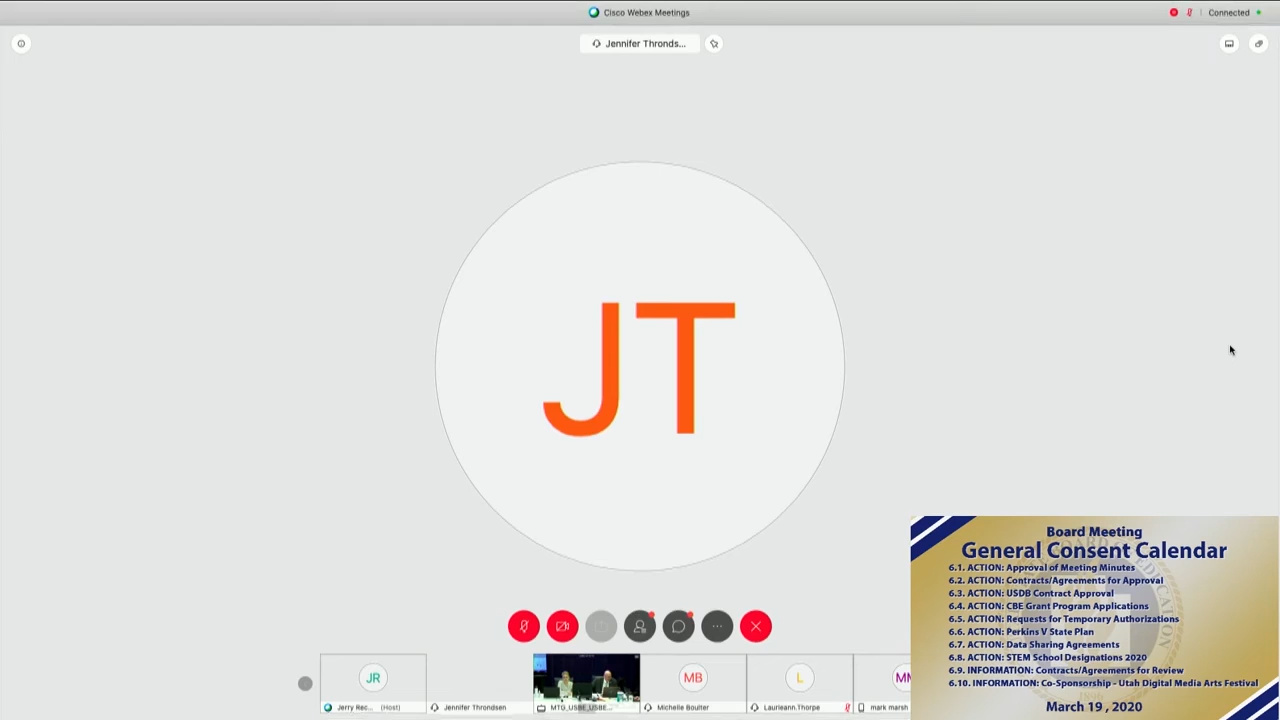 Cisco Webex Meetings
Connected
Jennifer Thronds...
JT
JR
MB
L
MM
Jerry Rec... (Host)
Jennifer Throndsen
MTG_USBE_USBE...
Michelle Boulter
Laurieann.Thorpe
mark marsh
Board Meeting
General Consent Calendar
6.1. ACTION: Approval of Meeting Minutes
6.2. ACTION: Contracts/Agreements for Approval
6.3. ACTION: USDB Contract Approval
6.4. ACTION: CBE Grant Program Applications
6.5. ACTION: Requests for Temporary Authorizations
6.6. ACTION: Perkins V State Plan
6.7. ACTION: Data Sharing Agreements
6.8. ACTION: STEM School Designations 2020
6.9. INFORMATION: Contracts/Agreements for Review
6.10. INFORMATION: Co-Sponsorship - Utah Digital Media Arts Festival
March 19 , 2020